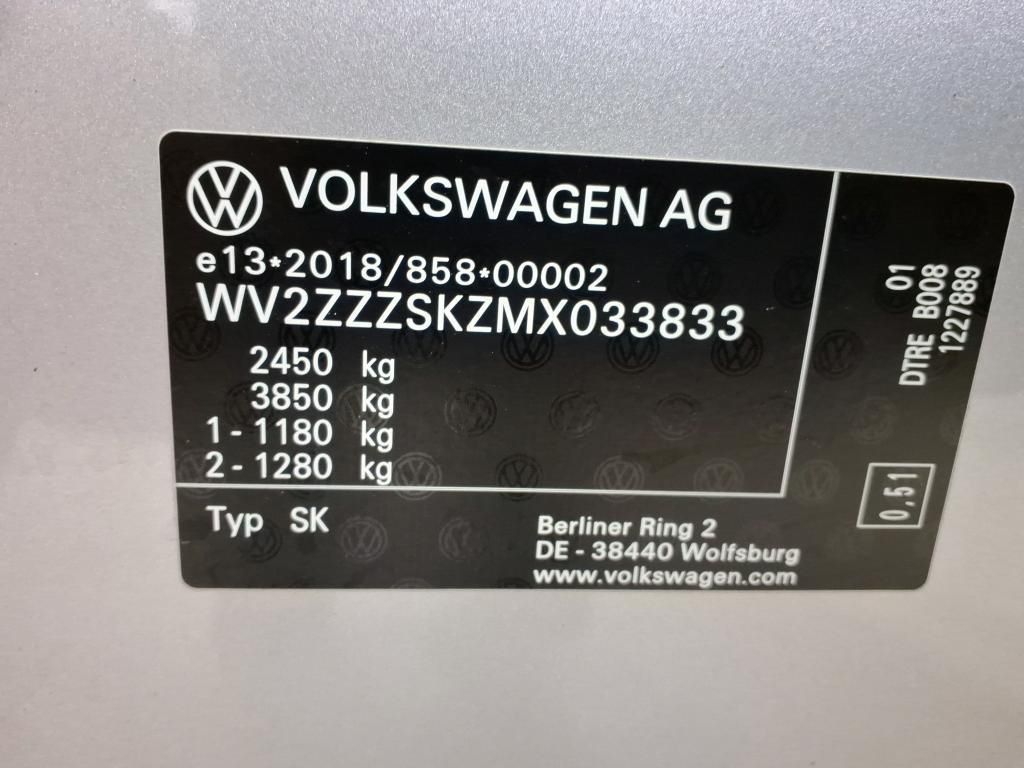 VOLKSWAGEN AG
e13*2018/858*00002
WV2ZZZSKZMX033833
2450 kg
3850 kg
1 - 1180 kg
2 - 1280 kg
Typ SK
Berliner Ring 2
DE - 38440 Wolfsburg
www.volkswagen.com
01
DTRE B008
1227889
0,51